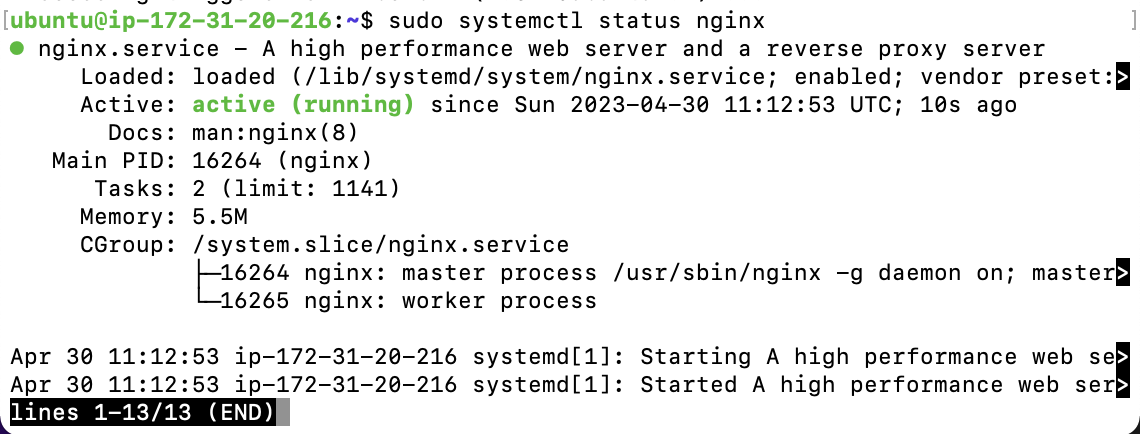 [ubuntu@ip-172-31-20-216:~$ sudo systemctl status nginx ]
● nginx.service - A high performance web server and a reverse proxy server
Loaded: loaded (/lib/systemd/system/nginx.service; enabled; vendor preset:>
Active: active (running) since Sun 2023-04-30 11:12:53 UTC; 10s ago
Docs: man:nginx(8)
Main PID: 16264 (nginx)
Tasks: 2 (limit: 1141)
Memory: 5.5M
CGroup: /system.slice/nginx.service
├─16264 nginx: master process /usr/sbin/nginx -g daemon on; master>
└─16265 nginx: worker process
Apr 30 11:12:53 ip-172-31-20-216 systemd[1]: Starting A high performance web se>
Apr 30 11:12:53 ip-172-31-20-216 systemd[1]: Started A high performance web ser>
lines 1-13/13 (END)